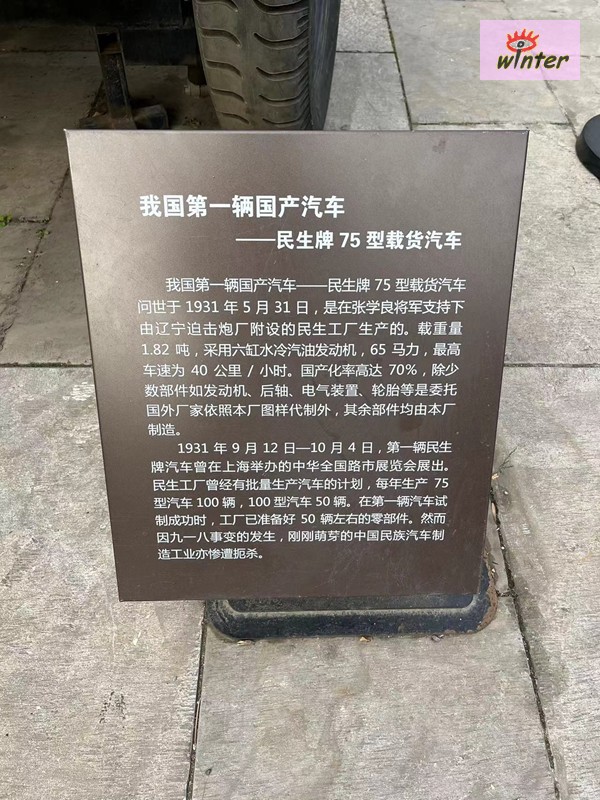 winter
我国第一辆国产汽车
——民生牌 75 型载货汽车
我国第一辆国产汽车——民生牌 75 型载货汽车
问世于 1931 年 5 月 31 日，是在张学良将军支持下
由辽宁迫击炮厂附设的民生工厂生产的。载重量
1.82 吨，采用六缸水冷汽油发动机，65 马力，最高
车速为 40 公里 / 小时。国产化率高达 70%，除少
数部件如发动机、后轴、电气装置、轮胎等是委托
国外厂家依照本厂图样代制外，其余部件均由本厂
制造。
1931 年 9 月 12 日—10 月 4 日，第一辆民生
牌汽车曾在上海举办的中华全国路市展览会展出。
民生工厂曾经有批量生产汽车的计划，每年生产 75
型汽车 100 辆，100 型汽车 50 辆。在第一辆汽车试
制成功时，工厂已准备好 50 辆左右的零部件。然而
因九一八事变的发生，刚刚萌芽的中国民族汽车制
造工业亦惨遭扼杀。